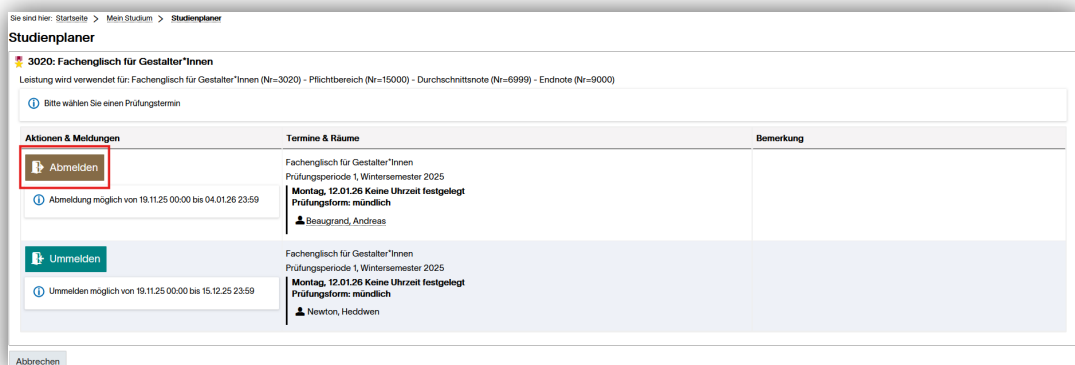 Sie sind hier: Startseite > Mein Studium > Studienplaner
Studienplaner
3020: Fachenglisch für Gestalter*Innen
Leistung wird verwendet für: Fachenglisch für Gestalter*Innen (Nr=3020) - Pflichtbereich (Nr=15000) - Durchschnittsnote (Nr=6999) - Endnote (Nr=9000)
Bitte wählen Sie einen Prüfungstermin
Aktionen & Meldungen Termine & Räume Bemerkung
Abmelden
Abmeldung möglich von 19.11.25 00:00 bis 04.01.26 23:59
Fachenglisch für Gestalter*Innen
Prüfungsperiode 1, Wintersemester 2025
Montag, 12.01.26 Keine Uhrzeit festgelegt
Prüfungsform: mündlich
Beaugrand, Andreas
Ummelden
Ummelden möglich von 19.11.25 00:00 bis 15.12.25 23:59
Fachenglisch für Gestalter*Innen
Prüfungsperiode 1, Wintersemester 2025
Montag, 12.01.26 Keine Uhrzeit festgelegt
Prüfungsform: mündlich
Newton, Heddwen
Abbrechen